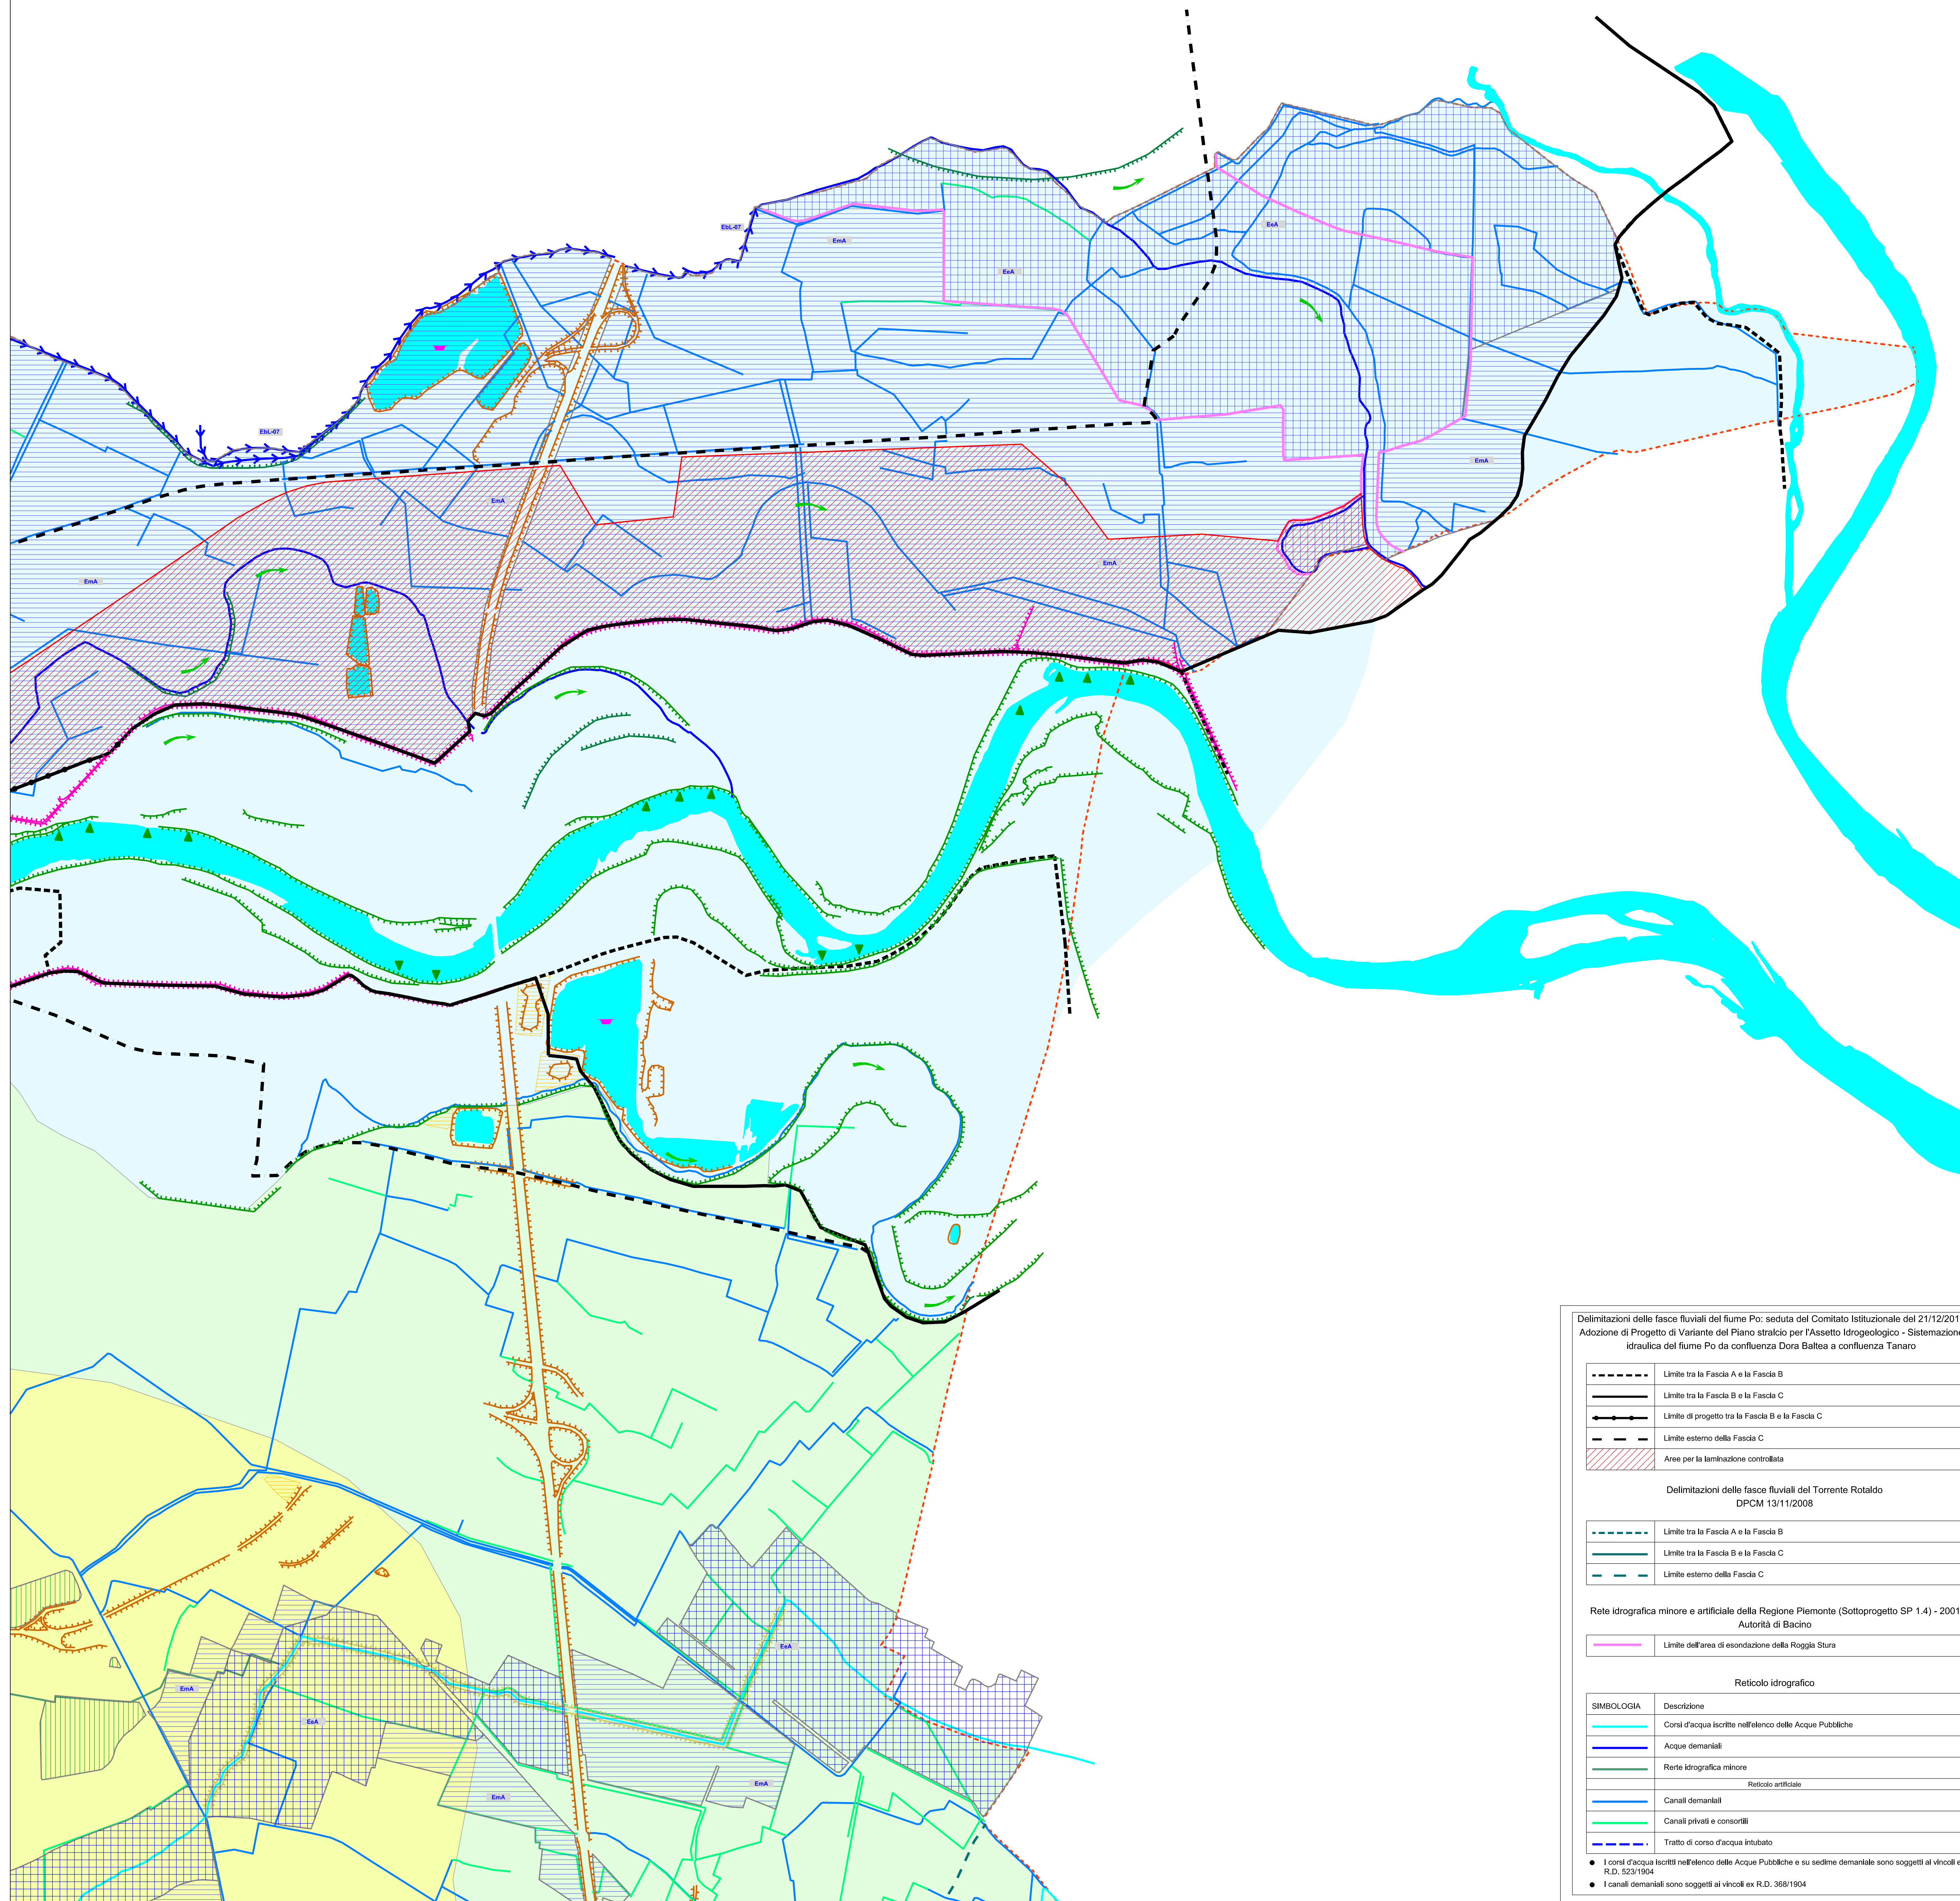 EbL-07
EmA
EeA
EeA
EbL-07
EmA
EmA
EmA
EmA
EeA
EmA
EeA
EmA
EmA
Delimitazioni delle fasce fluviali del fiume Po: seduta del Comitato Istituzionale del 21/12/201
Adozione di Progetto di Variante del Piano stralcio per l'Assetto Idrogeologico - Sistemazione
idraulica del fiume Po da confluenza Dora Baltea a confluenza Tanaro
Limite tra la Fascia A e la Fascia B
Limite tra la Fascia B e la Fascia C
Limite di progetto tra la Fascia B e la Fascia C
Limite esterno della Fascia C
Aree per la laminazione controllata
Delimitazioni delle fasce fluviali del Torrente Rotaldo
DPCM 13/11/2008
Limite tra la Fascia A e la Fascia B
Limite tra la Fascia B e la Fascia C
Limite esterno della Fascia C
Rete idrografica minore e artificiale della Regione Piemonte (Sottoprogetto SP 1.4) - 2001
Autorità di Bacino
Limite dell'area di esondazione della Roggia Stura
Reticolo idrografico
SIMBOLOGIA Descrizione
Corsi d'acqua iscritte nell'elenco delle Acque Pubbliche
Acque demaniali
Rerte idrografica minore
Reticolo artificiale
Canali demaniali
Canali privati e consortili
Tratto di corso d'acqua intubato
● I corsi d'acqua iscritti nell'elenco delle Acque Pubbliche e su sedime demaniale sono soggetti ai vincoli e
R.D. 523/1904
● I canali demaniali sono soggetti ai vincoli ex R.D. 368/1904